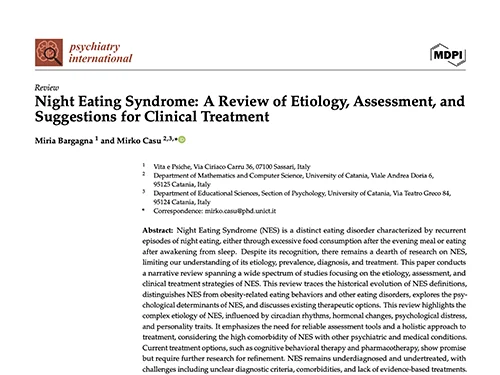 psychiatry
international
MDPI
Review
Night Eating Syndrome: A Review of Etiology, Assessment, and
Suggestions for Clinical Treatment
Miria Bargagna 1 and Mirko Casu 2,3,*
1 Vita e Psiche, Via Ciriaco Carru 36, 07100 Sassari, Italy
2 Department of Mathematics and Computer Science, University of Catania, Viale Andrea Doria 6,
95125 Catania, Italy
3 Department of Educational Sciences, Section of Psychology, University of Catania, Via Teatro Greco 84,
95124 Catania, Italy
* Correspondence: mirko.casu@phd.unict.it
Abstract: Night Eating Syndrome (NES) is a distinct eating disorder characterized by recurrent
episodes of night eating, either through excessive food consumption after the evening meal or eating
after awakening from sleep. Despite its recognition, there remains a dearth of research on NES,
limiting our understanding of its etiology, prevalence, diagnosis, and treatment. This paper conducts
a narrative review spanning a wide spectrum of studies focusing on the etiology, assessment, and
clinical treatment strategies of NES. This review traces the historical evolution of NES definitions,
distinguishes NES from obesity-related eating behaviors and other eating disorders, explores the psy-
chological determinants of NES, and discusses existing therapeutic options. This review highlights the
complex etiology of NES, influenced by circadian rhythms, hormonal changes, psychological distress,
and personality traits. It emphasizes the need for reliable assessment tools and a holistic approach to
treatment, considering the high comorbidity of NES with other psychiatric and medical conditions.
Current treatment options, such as cognitive behavioral therapy and pharmacotherapy, show promise
but require further research for refinement. NES remains underdiagnosed and undertreated, with
challenges including unclear diagnostic criteria, comorbidities, and lack of evidence-based treatments.